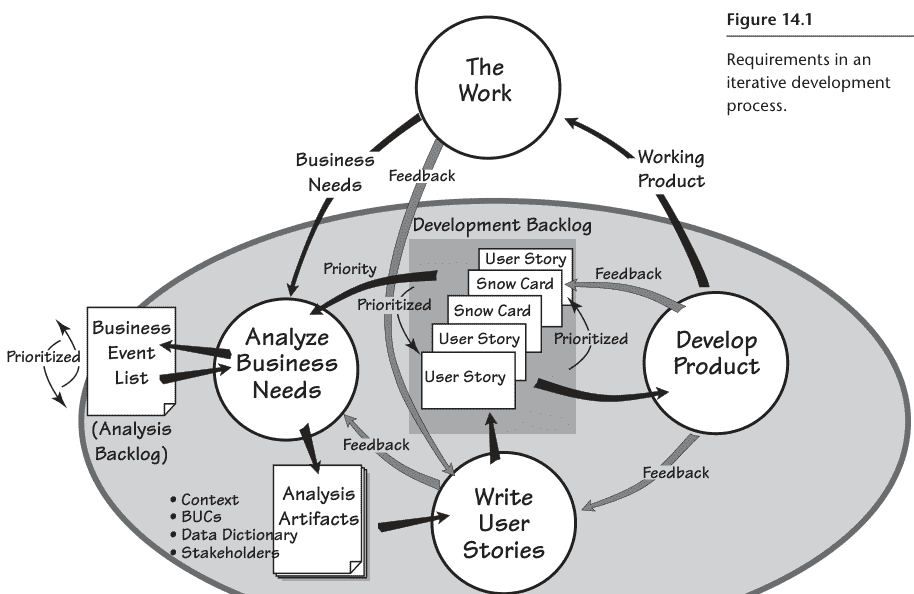 Figure 14.1
Requirements in an
iterative development
process.
The
Work
Business
Needs
Feedback
Working
Product
Development Backlog
User Story
Snow Card
Snow Card
User Story
User Story
Priority
Prioritized
Prioritized
Feedback
Prioritized
Business
Event
List
(Analysis
Backlog)
Analyze
Business
Needs
Develop
Product
Feedback
Feedback
Analysis
Artifacts
• Context
• BUCs
• Data Dictionary
• Stakeholders
Write
User
Stories